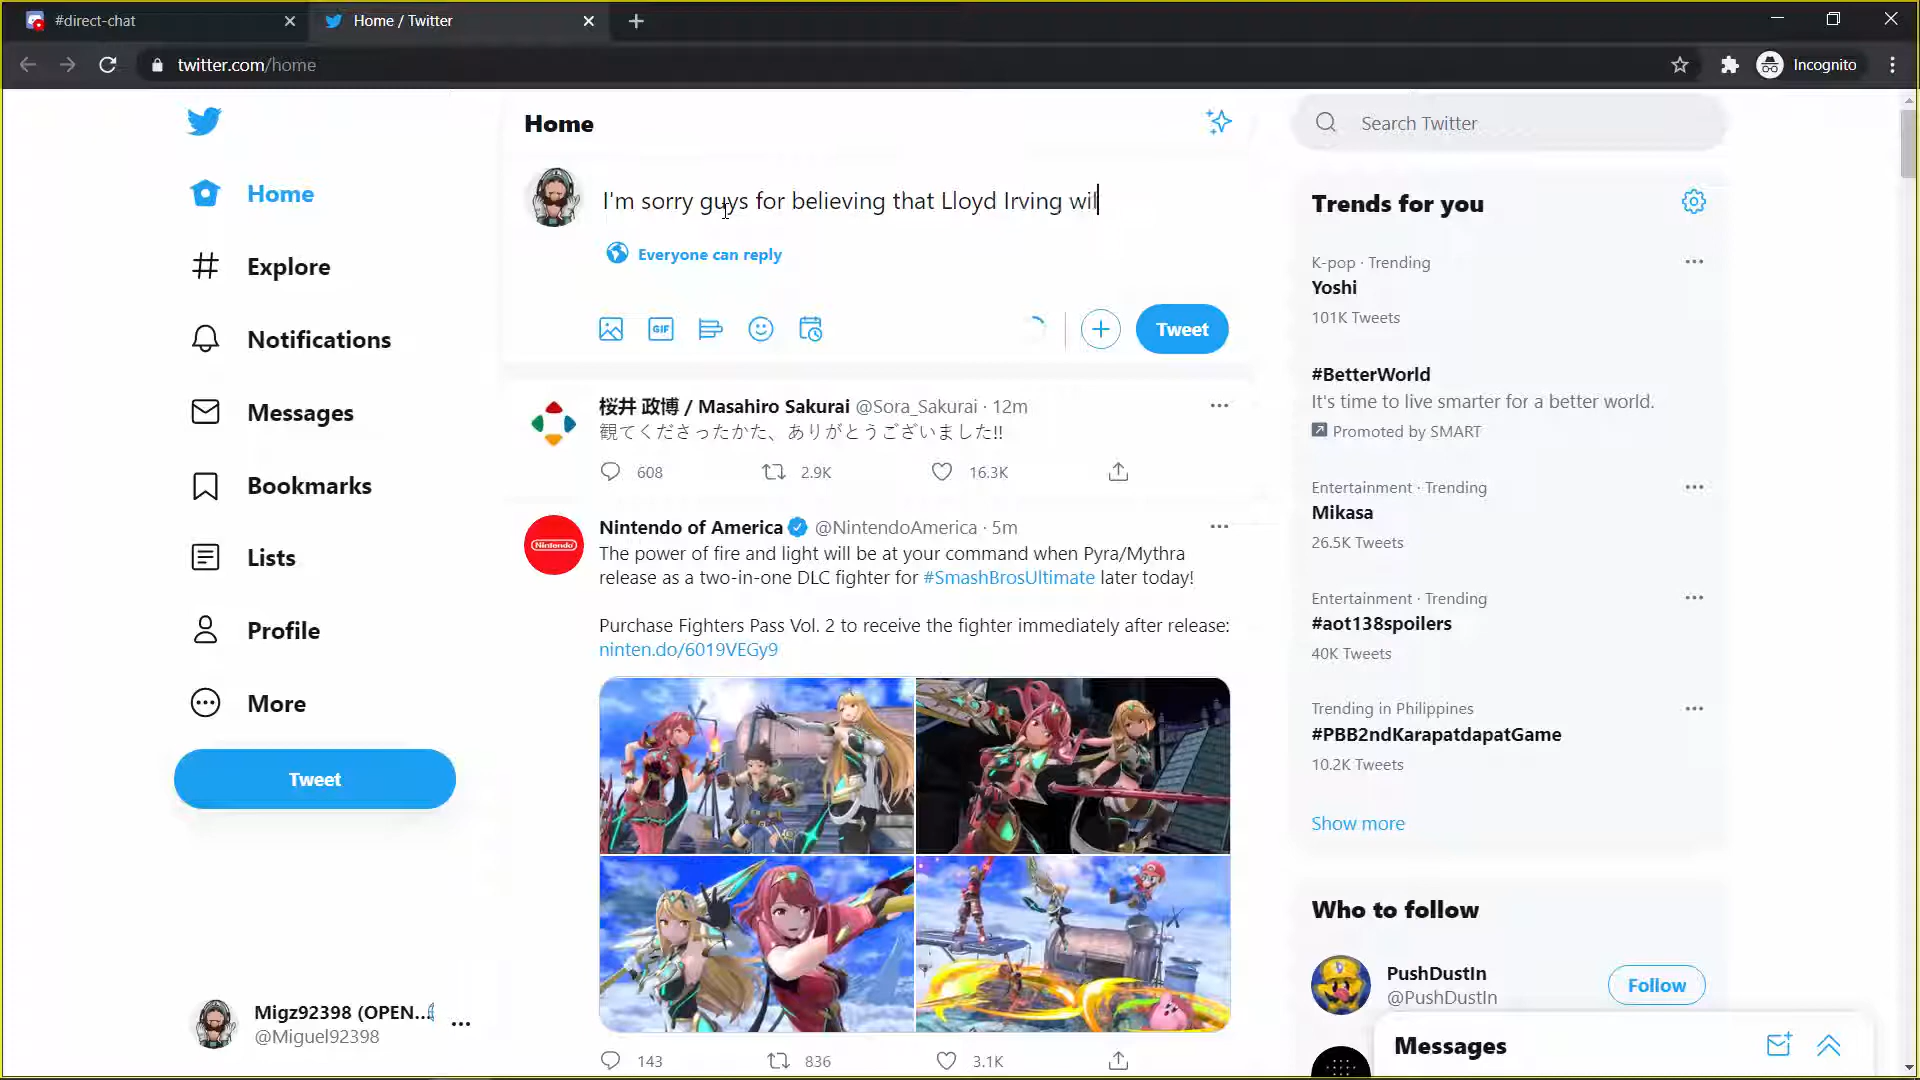 #direct-chat
Home / Twitter
twitter.com/home
Incognito
Home
Explore
Notifications
Messages
Bookmarks
Lists
Profile
More
Tweet
Migz92398 (OPEN...
@Miguel92398
Home
I'm sorry guys for believing that Lloyd Irving wil
Everyone can reply
GIF
Tweet
桜井 政博 / Masahiro Sakurai @Sora_Sakurai · 12m
観てくださったかた、ありがとうございました!!
608 2.9K 16.3K
Nintendo
Nintendo of America @NintendoAmerica · 5m
The power of fire and light will be at your command when Pyra/Mythra
release as a two-in-one DLC fighter for #SmashBrosUltimate later today!
Purchase Fighters Pass Vol. 2 to receive the fighter immediately after release:
ninten.do/6019VEGy9
143 836 3.1K
Search Twitter
Trends for you
K-pop · Trending
Yoshi
101K Tweets
#BetterWorld
It's time to live smarter for a better world.
Promoted by SMART
Entertainment · Trending
Mikasa
26.5K Tweets
Entertainment · Trending
#aot138spoilers
40K Tweets
Trending in Philippines
#PBB2ndKarapatdapatGame
10.2K Tweets
Show more
Who to follow
PushDustIn
@PushDustIn
Follow
Messages